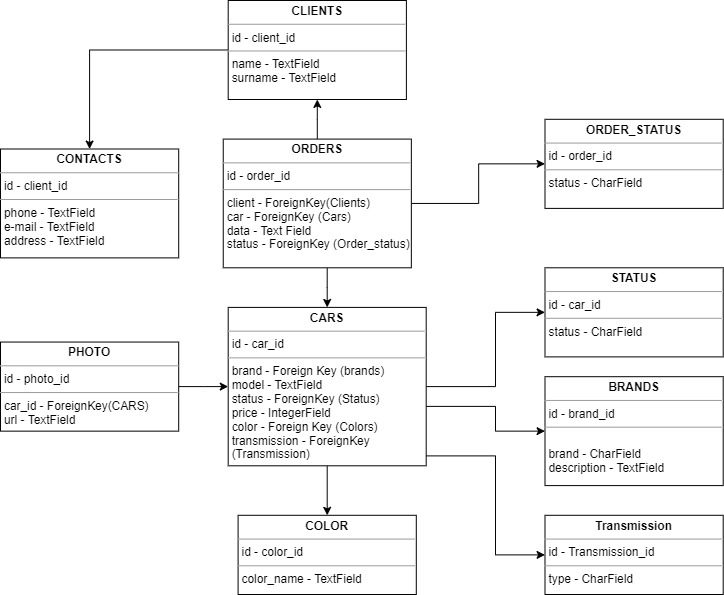 CLIENTS
id - client_id
name - TextField
surname - TextField
CONTACTS
id - client_id
phone - TextField
e-mail - TextField
address - TextField
ORDERS
id - order_id
client - ForeignKey(Clients)
car - ForeignKey (Cars)
data - Text Field
status - ForeignKey (Order_status)
ORDER_STATUS
id - order_id
status - CharField
STATUS
id - car_id
status - CharField
CARS
id - car_id
brand - Foreign Key (brands)
model - TextField
status - ForeignKey (Status)
price - IntegerField
color - Foreign Key (Colors)
transmission - ForeignKey
(Transmission)
PHOTO
id - photo_id
car_id - ForeignKey(CARS)
url - TextField
BRANDS
id - brand_id
brand - CharField
description - TextField
COLOR
id - color_id
color_name - TextField
Transmission
id - Transmission_id
type - CharField